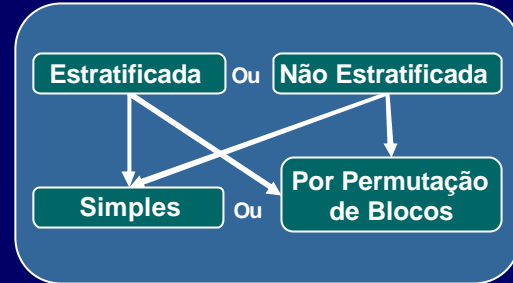 Estratificada Ou Não Estratificada
Simples Ou Por Permutação
de Blocos